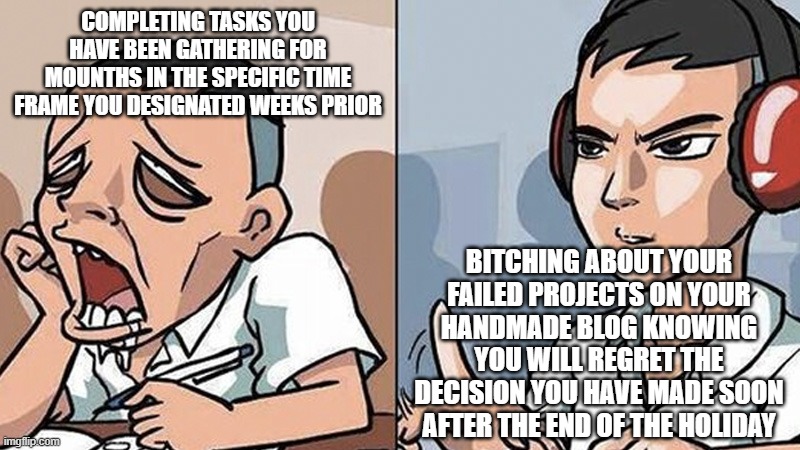 COMPLETING TASKS YOU
HAVE BEEN GATHERING FOR
MOUNTHS IN THE SPECIFIC TIME
FRAME YOU DESIGNATED WEEKS PRIOR
BITCHING ABOUT YOUR
FAILED PROJECTS ON YOUR
HANDMADE BLOG KNOWING
YOU WILL REGRET THE
DECISION YOU HAVE MADE SOON
AFTER THE END OF THE HOLIDAY
imgflip.com